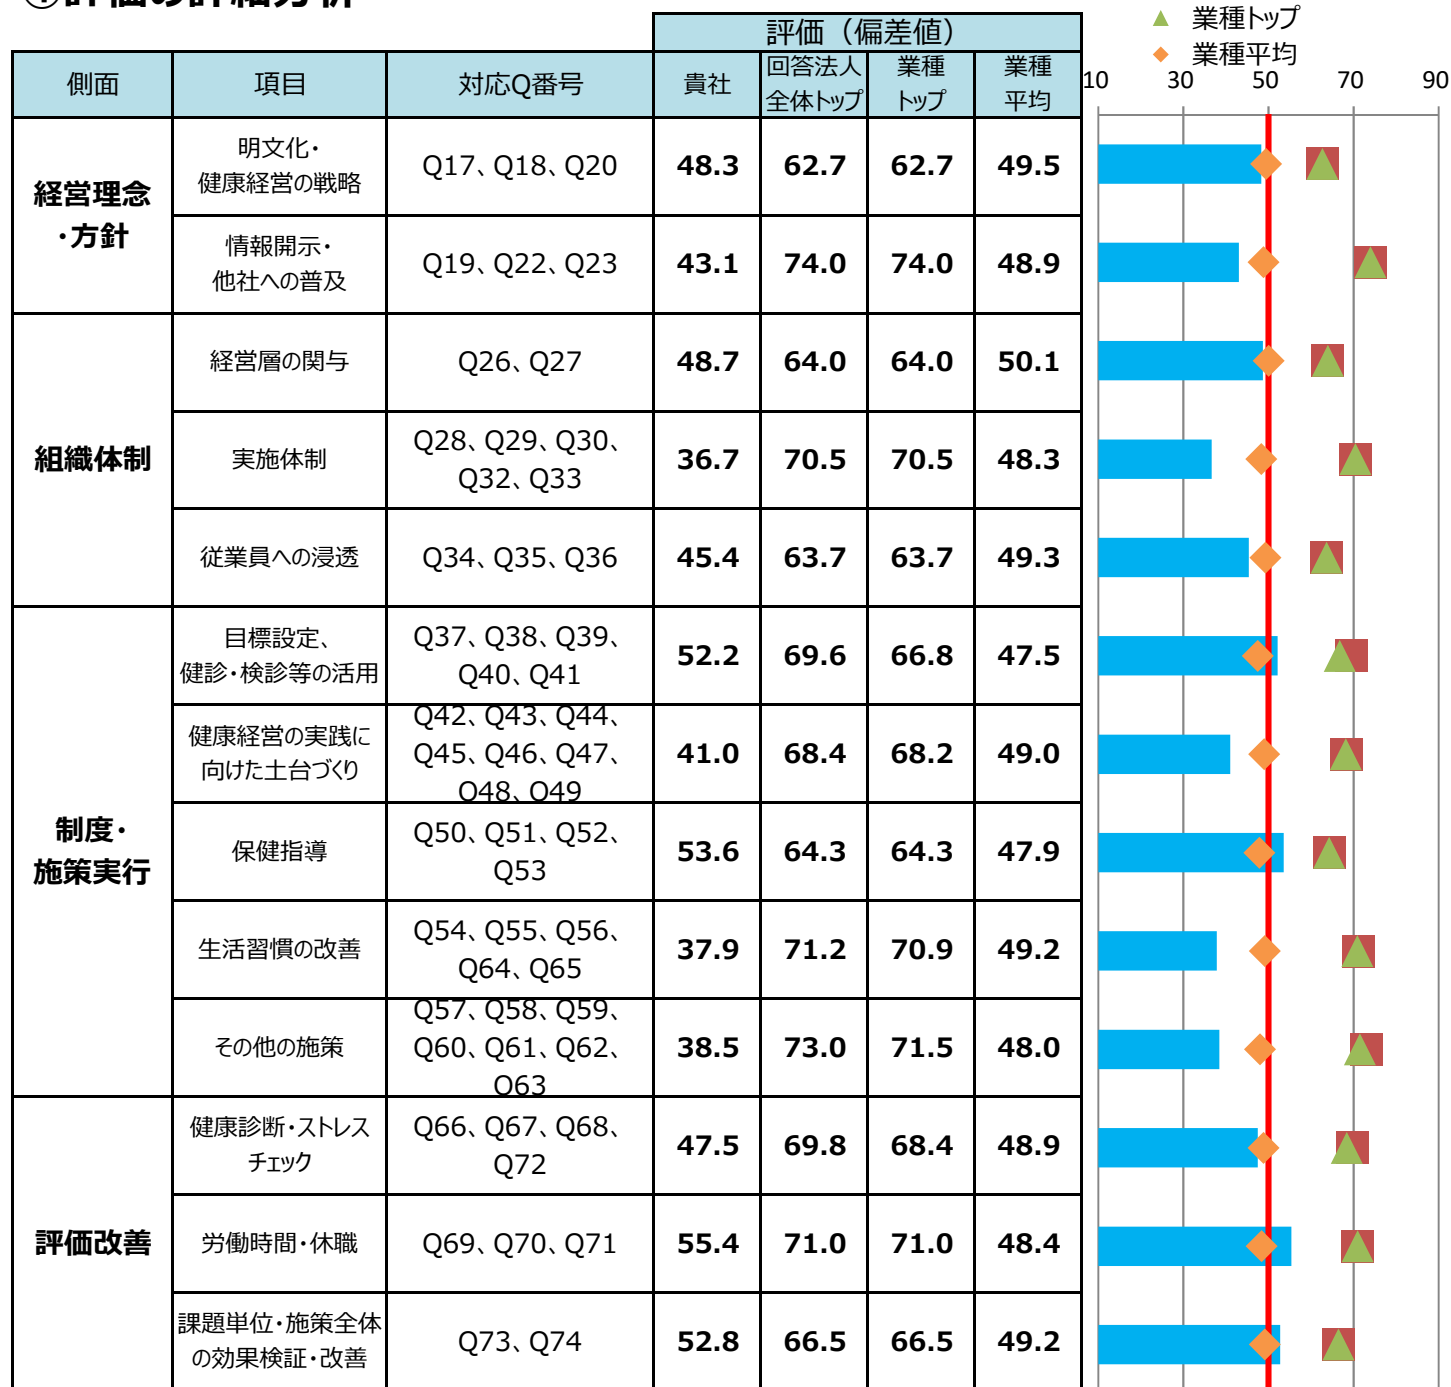 ④評価の詳細分析
業種トップ
業種平均
評価（偏差値）
側面 項目 対応Q番号 貴社 回答法人全体トップ 業種トップ 業種平均
10 30 50 70 90
経営理念・方針
明文化・健康経営の戦略 Q17、Q18、Q20 48.3 62.7 62.7 49.5
情報開示・他社への普及 Q19、Q22、Q23 43.1 74.0 74.0 48.9
組織体制
経営層の関与 Q26、Q27 48.7 64.0 64.0 50.1
実施体制 Q28、Q29、Q30、Q32、Q33 36.7 70.5 70.5 48.3
従業員への浸透 Q34、Q35、Q36 45.4 63.7 63.7 49.3
制度・施策実行
目標設定、健診・検診等の活用 Q37、Q38、Q39、Q40、Q41 52.2 69.6 66.8 47.5
健康経営の実践に向けた土台づくり Q42、Q43、Q44、Q45、Q46、Q47、Q48、Q49 41.0 68.4 68.2 49.0
保健指導 Q50、Q51、Q52、Q53 53.6 64.3 64.3 47.9
生活習慣の改善 Q54、Q55、Q56、Q64、Q65 37.9 71.2 70.9 49.2
その他の施策 Q57、Q58、Q59、Q60、Q61、Q62、Q63 38.5 73.0 71.5 48.0
評価改善
健康診断・ストレスチェック Q66、Q67、Q68、Q72 47.5 69.8 68.4 48.9
労働時間・休職 Q69、Q70、Q71 55.4 71.0 71.0 48.4
課題単位・施策全体の効果検証・改善 Q73、Q74 52.8 66.5 66.5 49.2